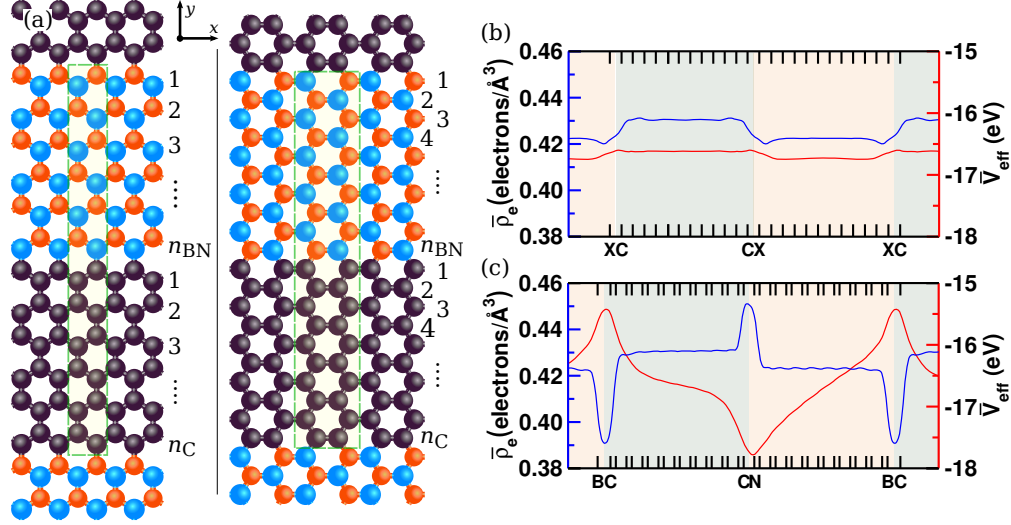 (a)
y
x
1
2
3
⋮
n_BN
1
2
3
⋮
n_C
1
2
3
4
⋮
n_BN
1
2
3
4
⋮
n_C
(b)
0.46
0.43
0.42
0.40
0.38
ρ̄_e (electrons/Å³)
-15
-16
-17
-18
V̄_eff (eV)
XC
CX
XC
(c)
0.46
0.44
0.42
0.40
0.38
ρ̄_e (electrons/Å³)
-15
-16
-17
-18
V̄_eff (eV)
BC
CN
BC